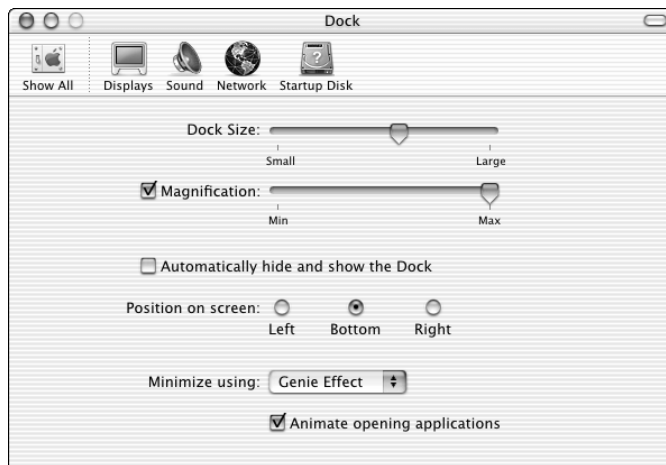 Dock
Show All Displays Sound Network Startup Disk
Dock Size:
Small Large
Magnification:
Min Max
Automatically hide and show the Dock
Position on screen:
Left Bottom Right
Minimize using: Genie Effect
Animate opening applications